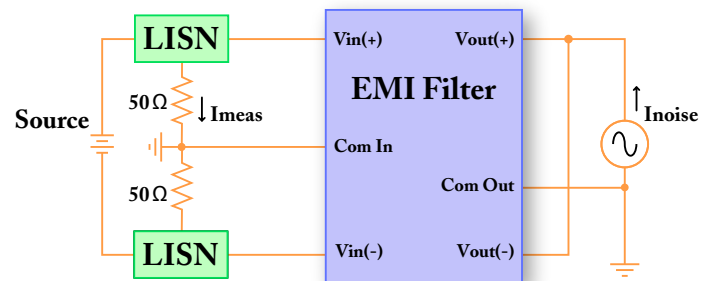 LISN
Vin(+)
Vout(+)
EMI Filter
50Ω
Imeas
Source
Inoise
Com In
50Ω
Com Out
LISN
Vin(-)
Vout(-)